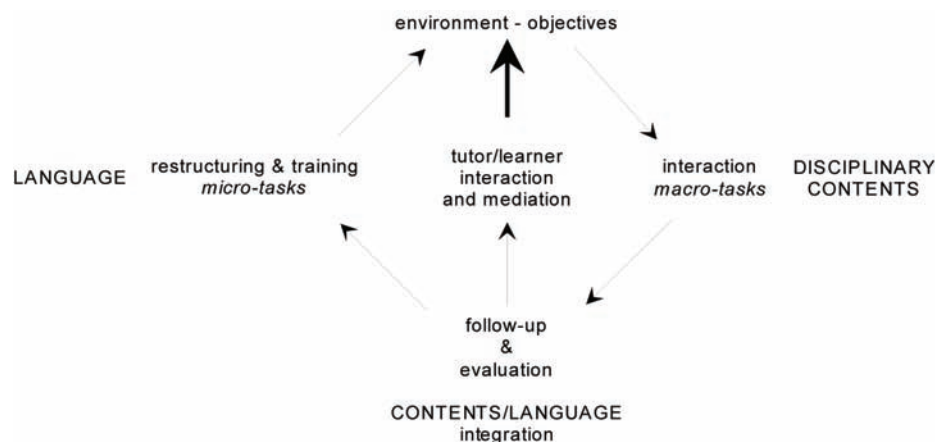 environment - objectives
LANGUAGE
restructuring & training
micro-tasks
tutor/learner
interaction
and mediation
interaction
macro-tasks
DISCIPLINARY
CONTENTS
follow-up
&
evaluation
CONTENTS/LANGUAGE
integration